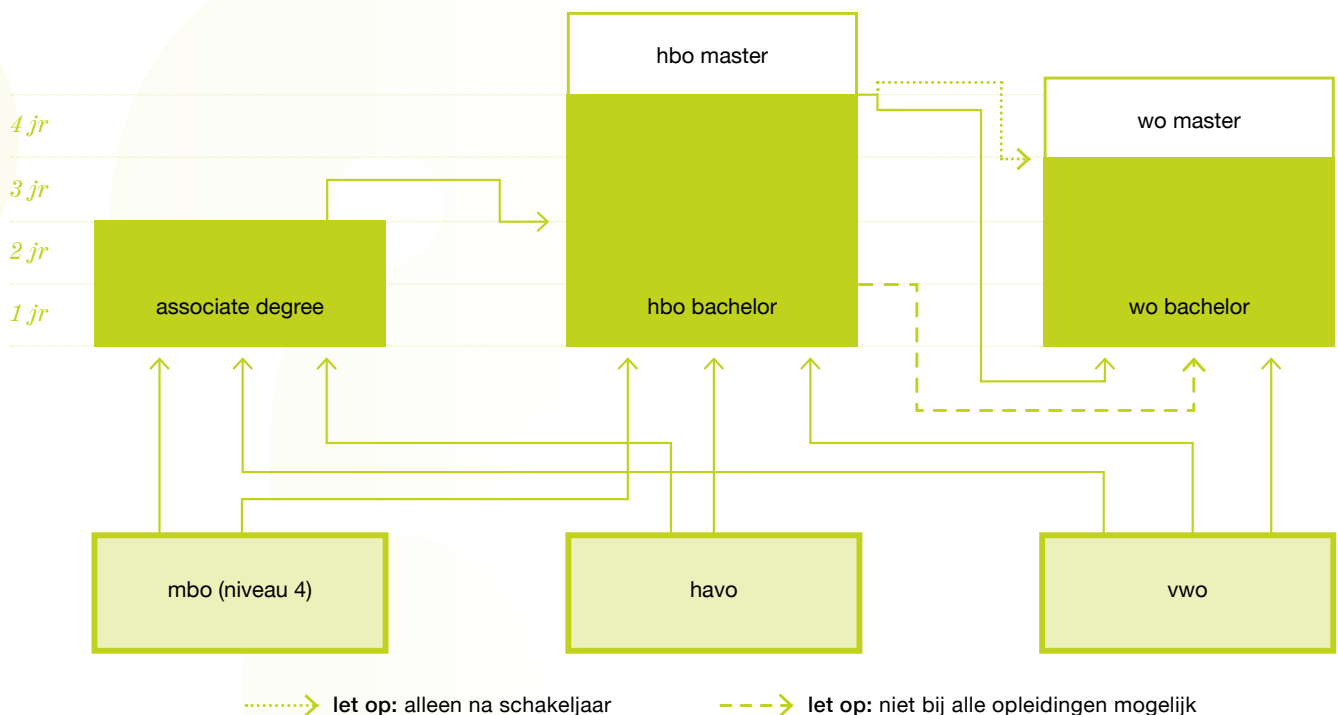 hbo master
4 jr
wo master
3 jr
2 jr
1 jr
associate degree
hbo bachelor
wo bachelor
mbo (niveau 4)
havo
vwo
let op: alleen na schakeljaar
let op: niet bij alle opleidingen mogelijk